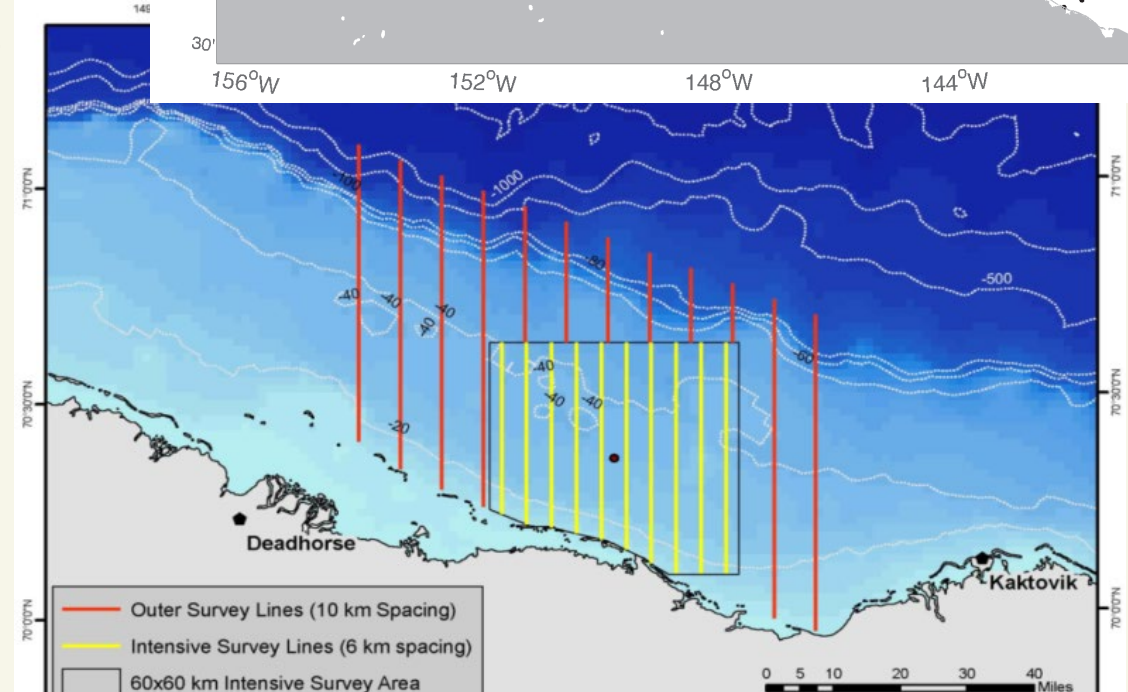 149
30'
156°W
152°W
148°W
144°W
71°0'0"N
71°0'0"N
-100
-1000
-80
-500
-40
-40
-40
-40
-60
-40
-40
-40
70°30'0"N
70°30'0"N
-20
Deadhorse
Kaktovik
70°0'0"N
70°0'0"N
Outer Survey Lines (10 km Spacing)
Intensive Survey Lines (6 km spacing)
60x60 km Intensive Survey Area
0 5 10 20 30 40
Miles